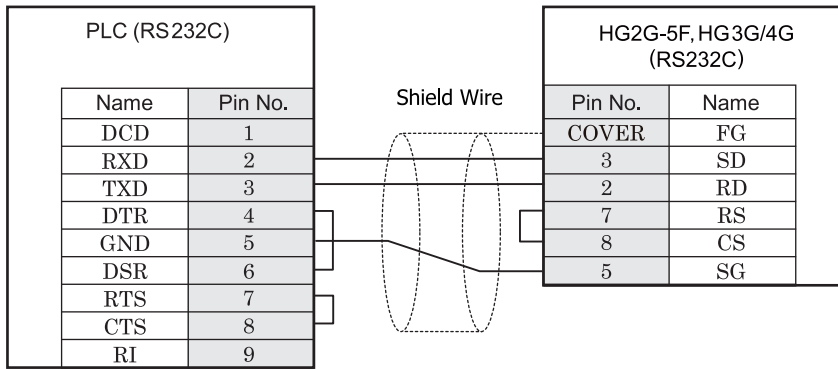 PLC (RS232C)
Name Pin No.
DCD 1
RXD 2
TXD 3
DTR 4
GND 5
DSR 6
RTS 7
CTS 8
RI 9
Shield Wire
HG2G-5F, HG3G/4G
(RS232C)
Pin No. Name
COVER FG
3 SD
2 RD
7 RS
8 CS
5 SG